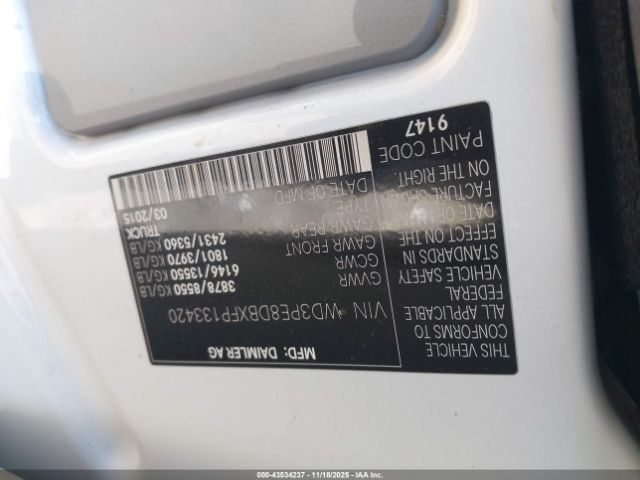 MFD: DAIMLER AG
VIN WD3PE8DBXFP133420
GVWR 3878/8550 KG/LB
GCWR 6146/13550 KG/LB
GAWR FRONT 1801/3970 KG/LB
GAWR REAR 2431/5360 KG/LB
TYPE TRUCK
DATE OF MFD 03/2015
THIS VEHICLE
CONFORMS TO
ALL APPLICABLE
FEDERAL
VEHICLE SAFETY
STANDARDS IN
EFFECT ON THE
DATE OF
FACTURE SHOWN
ON THE RIGHT.
PAINT CODE
9147
000-43534237 - 11/18/2025 - IAAI.COM